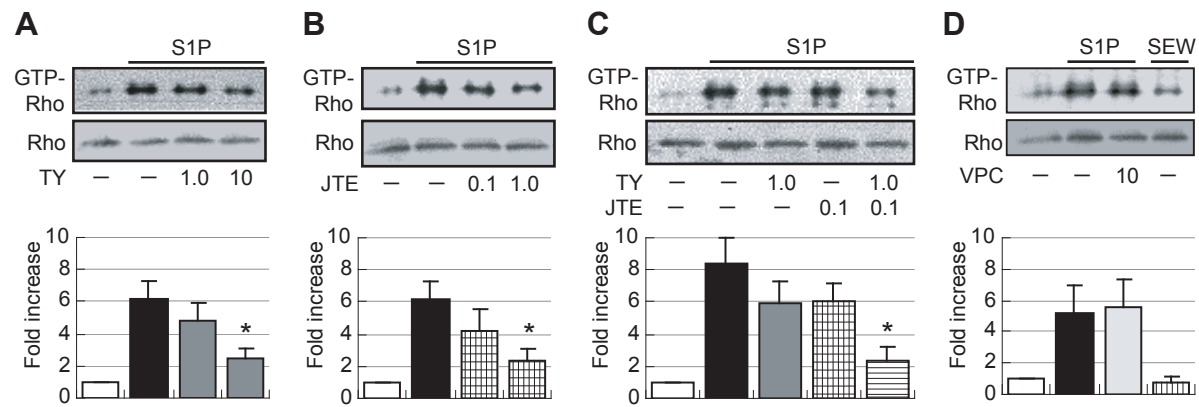 A
S1P
GTP-
Rho
Rho
TY – – 1.0 10
Fold increase
10
8
6
4
2
0
*
B
S1P
GTP-
Rho
Rho
JTE – – 0.1 1.0
Fold increase
10
8
6
4
2
0
*
C
S1P
GTP-
Rho
Rho
TY – – 1.0 – 1.0
JTE – – – 0.1 0.1
Fold increase
10
8
6
4
2
0
*
D
S1P SEW
GTP-
Rho
Rho
VPC – – 10 –
Fold increase
10
8
6
4
2
0